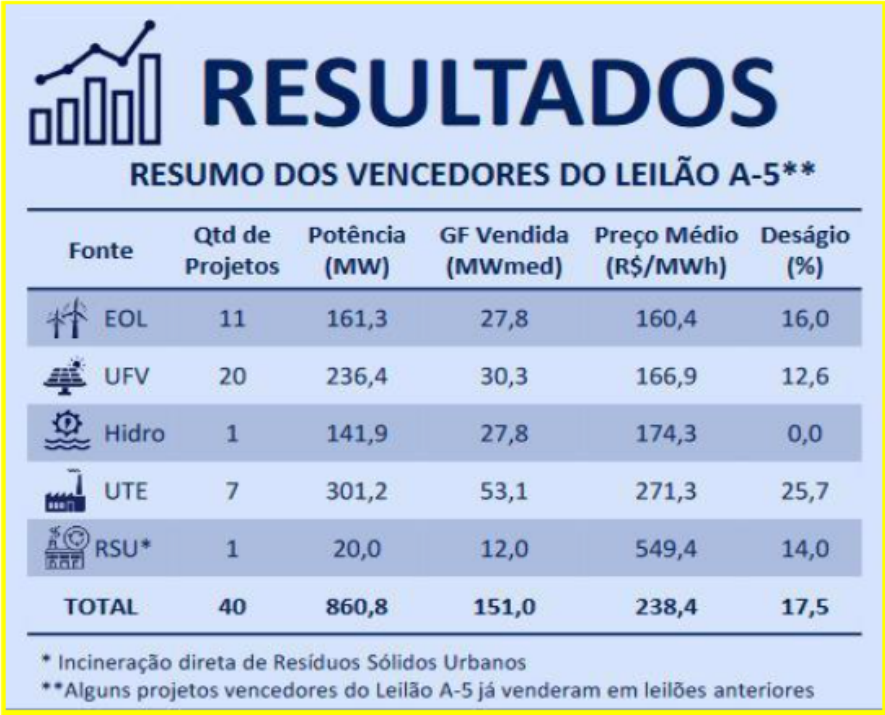 RESULTADOS
RESUMO DOS VENCEDORES DO LEILÃO A-5**
Fonte Qtd de Projetos Potência (MW) GF Vendida (MWmed) Preço Médio (R$/MWh) Deságio (%)
EOL 11 161,3 27,8 160,4 16,0
UFV 20 236,4 30,3 166,9 12,6
Hidro 1 141,9 27,8 174,3 0,0
UTE 7 301,2 53,1 271,3 25,7
RSU* 1 20,0 12,0 549,4 14,0
TOTAL 40 860,8 151,0 238,4 17,5
* Incineração direta de Resíduos Sólidos Urbanos
**Alguns projetos vencedores do Leilão A-5 já venderam em leilões anteriores